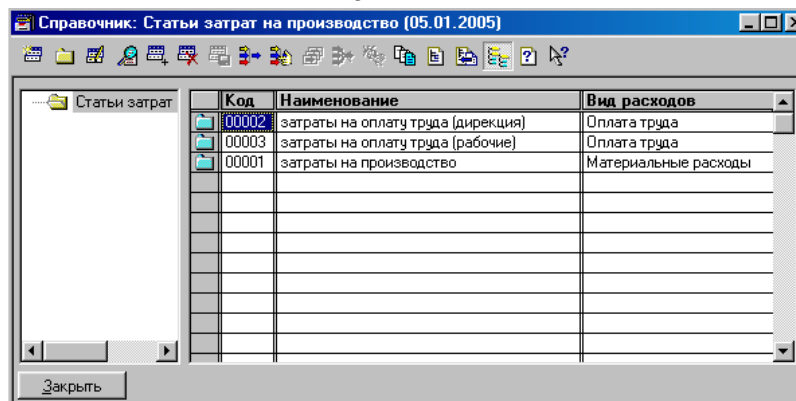 Справочник: Статьи затрат на производство (05.01.2005)
Статьи затрат
Код Наименование Вид расходов
00002 затраты на оплату труда (дирекция) Оплата труда
00003 затраты на оплату труда (рабочие) Оплата труда
00001 затраты на производство Материальные расходы
Закрыть